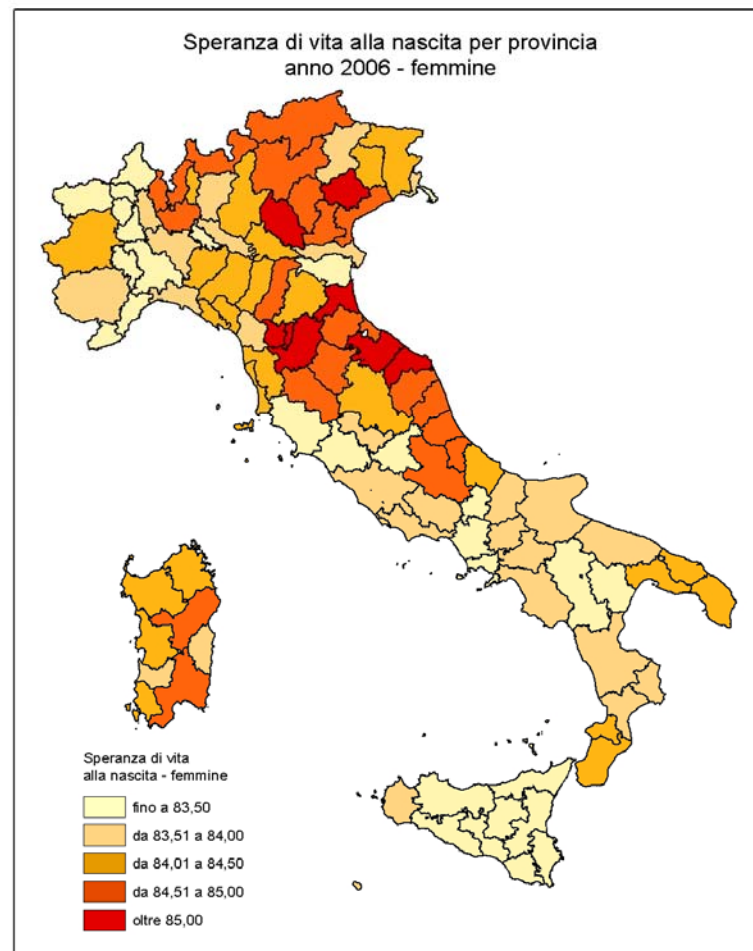 Speranza di vita alla nascita per provincia
anno 2006 - femmine
Speranza di vita
alla nascita - femmine
fino a 83,50
da 83,51 a 84,00
da 84,01 a 84,50
da 84,51 a 85,00
oltre 85,00